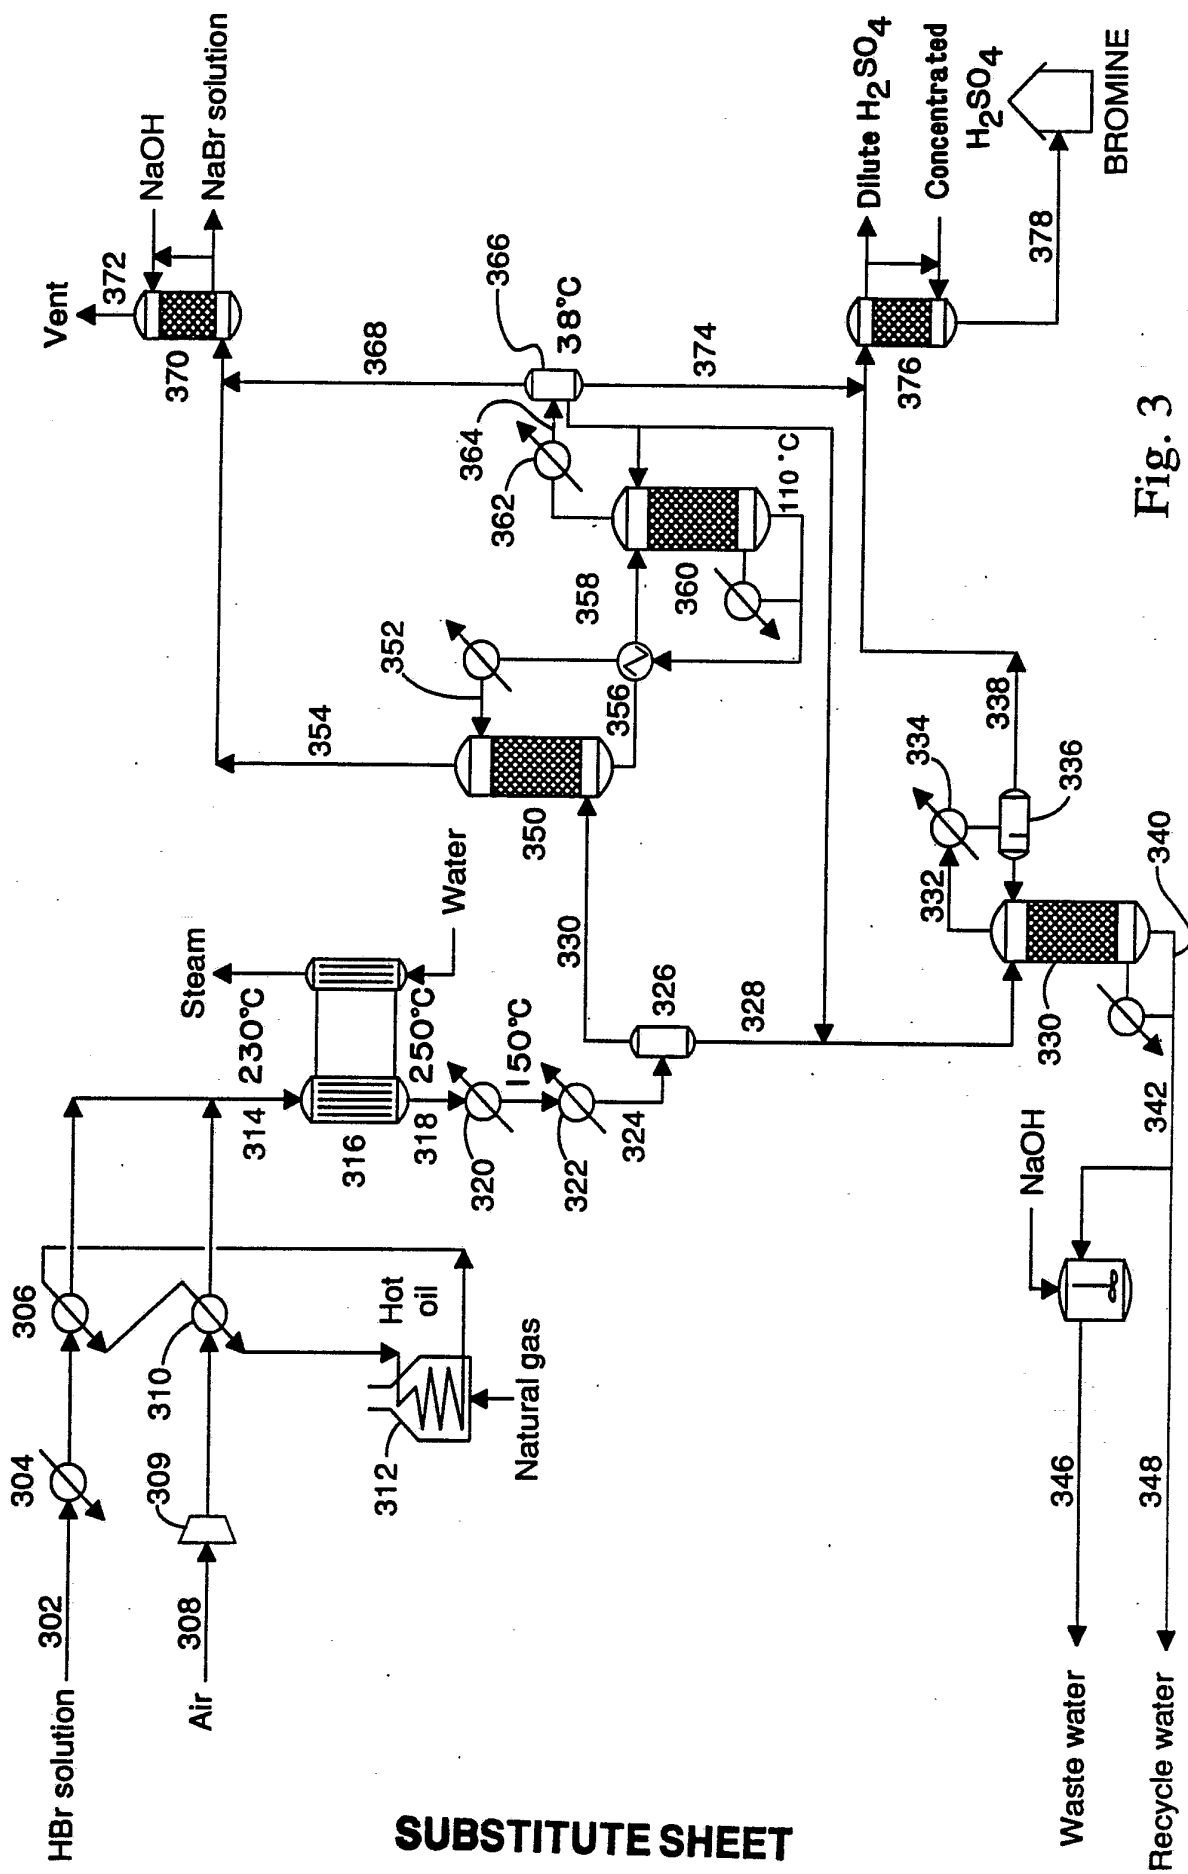 Vent
372
NaOH
NaBr solution
370
368
366
38°C
364
362
374
354
352
358
360
110 °C
356
350
Dilute H2SO4
Concentrated
H2SO4
376
378
BROMINE
Steam
230°C
314
316
250°C
318
Water
320
150°C
322
324
330
326
328
338
334
336
332
340
330
342
304
306
HBr solution
302
309
310
Air
308
Hot
oil
312
Natural gas
NaOH
346
Waste water
348
Recycle water
Fig. 3
SUBSTITUTE SHEET